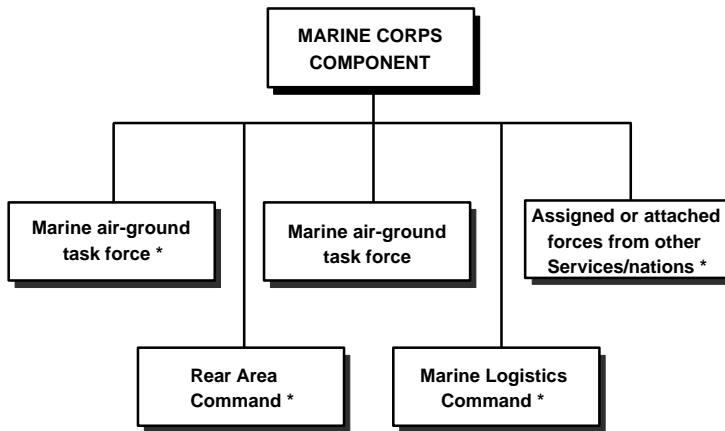 MARINE CORPS
COMPONENT
Marine air-ground
task force *
Marine air-ground
task force
Assigned or attached
forces from other
Services/nations *
Rear Area
Command *
Marine Logistics
Command *